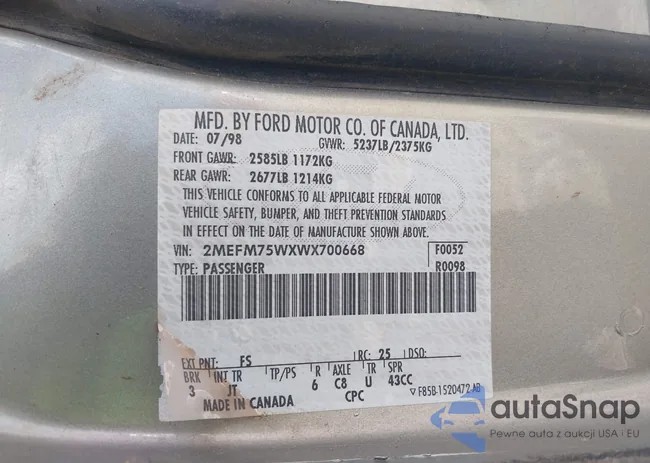 MFD. BY FORD MOTOR CO. OF CANADA, LTD.
DATE: 07/98 GVWR: 5237LB/2375KG
FRONT GAWR: 2585LB 1172KG
REAR GAWR: 2677LB 1214KG
THIS VEHICLE CONFORMS TO ALL APPLICABLE FEDERAL MOTOR
VEHICLE SAFETY, BUMPER, AND THEFT PREVENTION STANDARDS
IN EFFECT ON THE DATE OF MANUFACTURE SHOWN ABOVE.
VIN: 2MEFM75WXWX700668 F0052
TYPE: PASSENGER R0098
EXT PNT: FS RC: 25 DSO:
BRK INT TR TP/PS R AXLE TR SPR
3 JT 6 C8 U 43CC
MADE IN CANADA CPC ▽ F85B-1520472-AB
autaSnap
Pewne auta z aukcji USA i EU